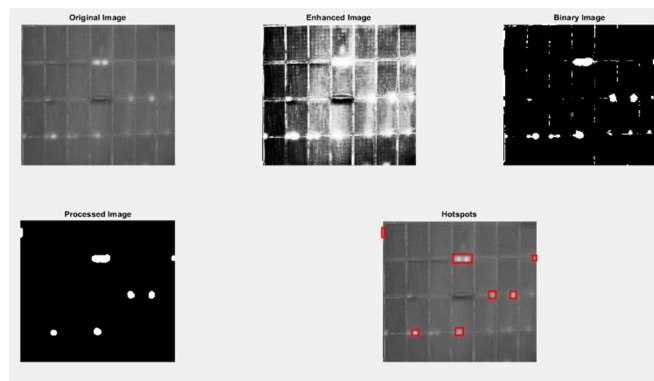 Original Image
Enhanced Image
Binary Image
Processed Image
Hotspots